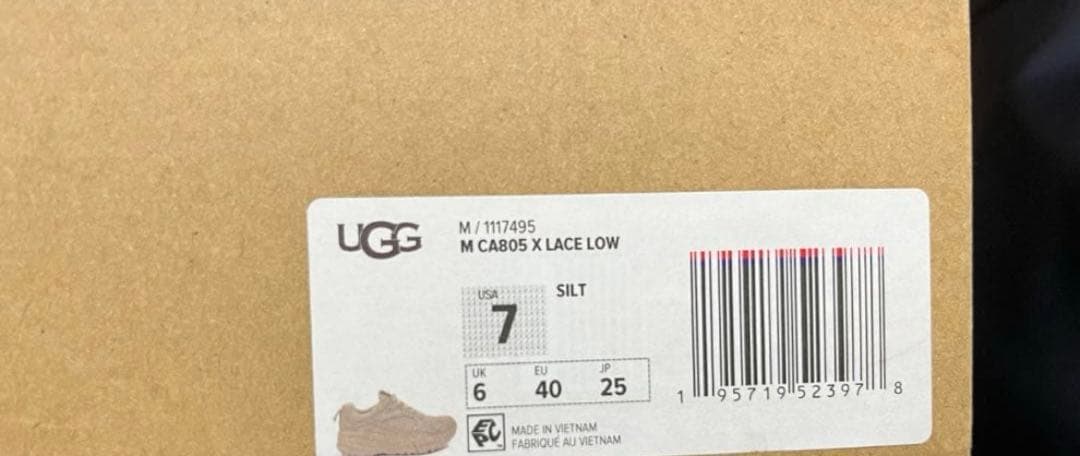 UGG
M / 1117495
M CA805 X LACE LOW
USA
7
SILT
UK EU JP
6 40 25
MADE IN VIETNAM
FABRIQUÉ AU VIETNAM
1 95719 52397 8